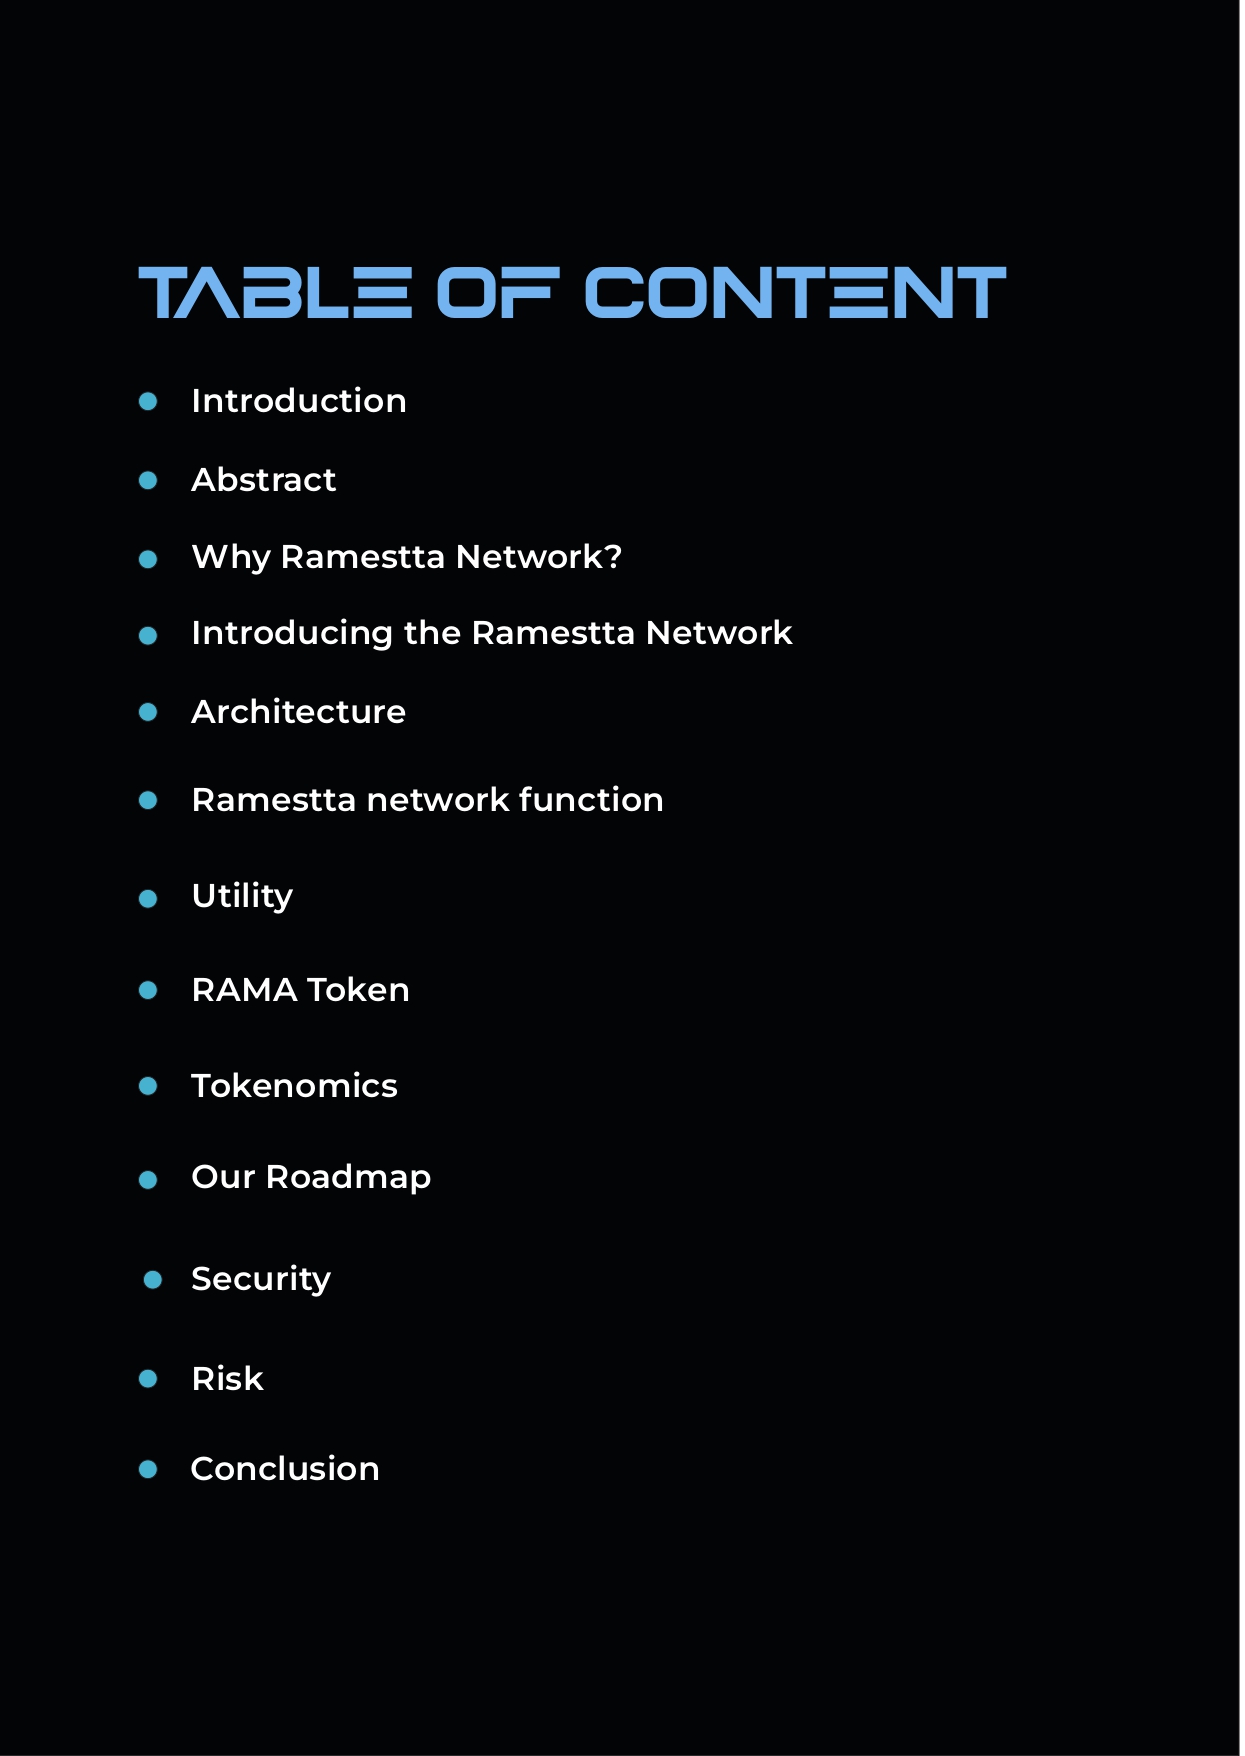 TABLE OF CONTENT
Introduction
Abstract
Why Ramestta Network?
Introducing the Ramestta Network
Architecture
Ramestta network function
Utility
RAMA Token
Tokenomics
Our Roadmap
Security
Risk
Conclusion